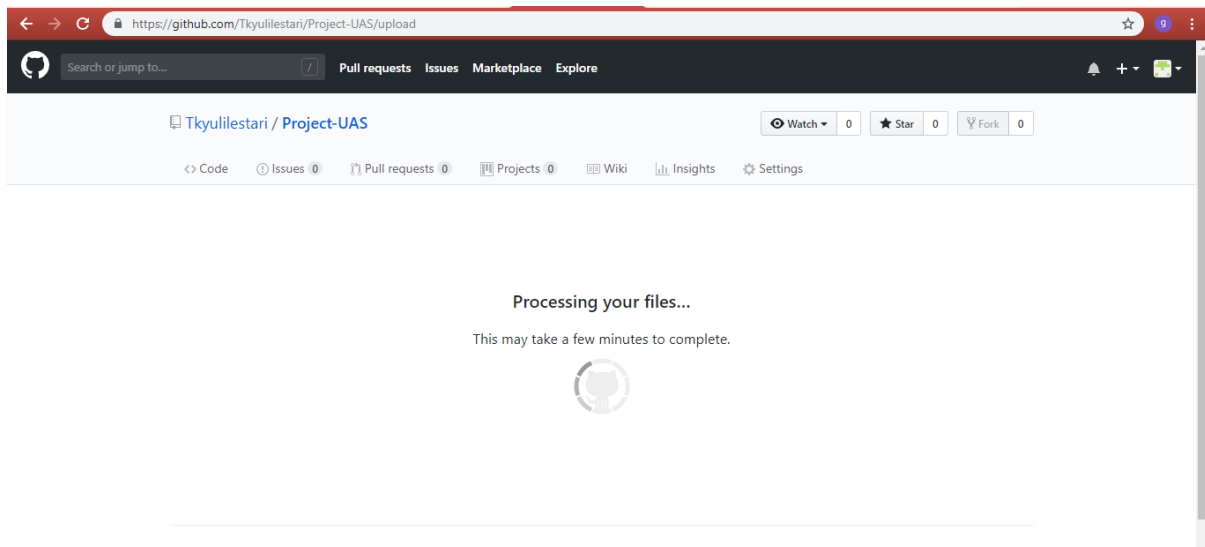 https://github.com/Tkyulilestari/Project-UAS/upload
g
Search or jump to... /
Pull requests Issues Marketplace Explore
Tkyulilestari / Project-UAS
Watch 0 Star 0 Fork 0
Code Issues 0 Pull requests 0 Projects 0 Wiki Insights Settings
Processing your files...
This may take a few minutes to complete.